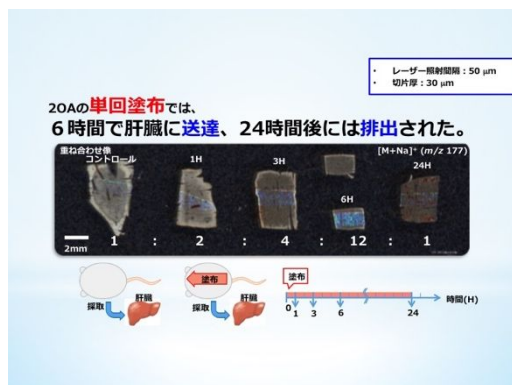 ・ レーザー照射間隔：50 μm
・ 切片厚：30 μm
2OAの単回塗布では、
６時間で肝臓に送達、24時間後には排出された。
重ね合わせ像
[M+Na]⁺ (m/z 177)
コントロール 1H 3H 6H 24H
2mm
1 : 2 : 4 : 12 : 1
塗布
塗布
採取 肝臓 採取 肝臓
0 1 3 6 24 時間(H)